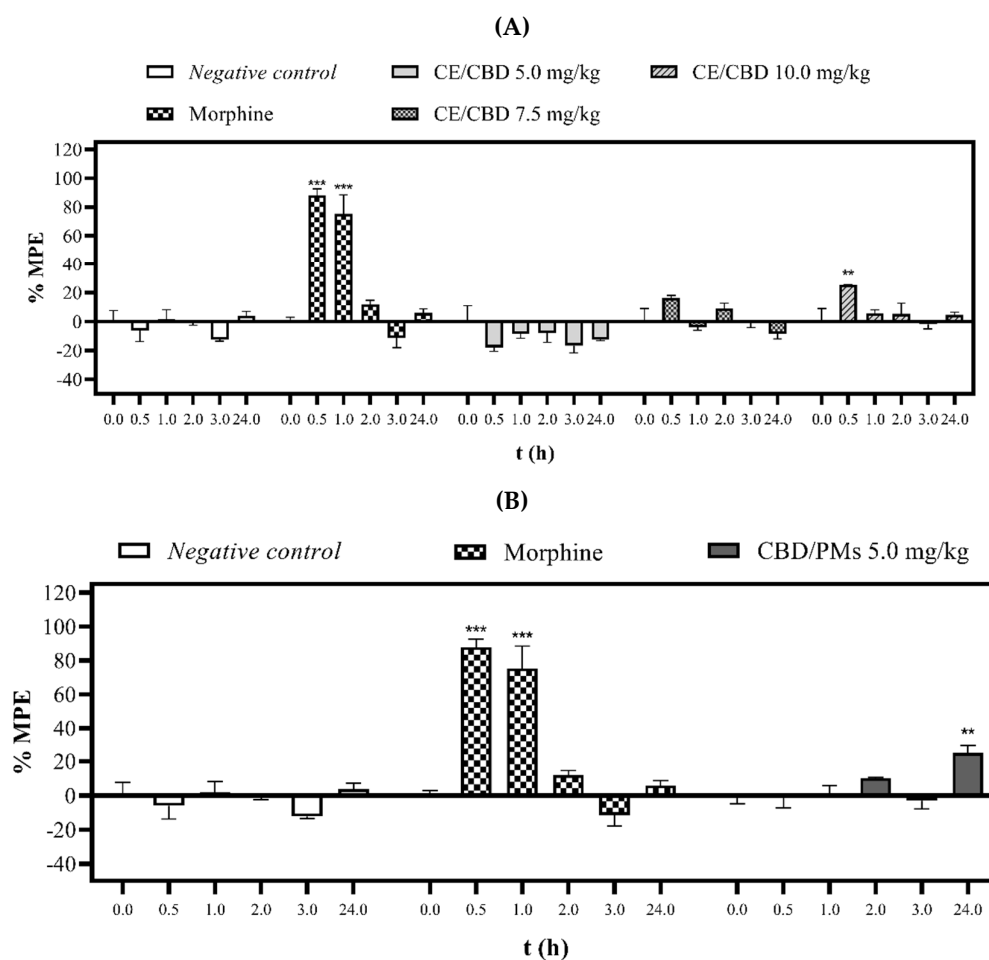 (A)
Negative control CE/CBD 5.0 mg/kg CE/CBD 10.0 mg/kg
Morphine CE/CBD 7.5 mg/kg
120
100
80
60
40
20
0
-20
-40
% MPE
*** *** **
0.0 0.5 1.0 2.0 3.0 24.0 0.0 0.5 1.0 2.0 3.0 24.0 0.0 0.5 1.0 2.0 3.0 24.0 0.0 0.5 1.0 2.0 3.0 24.0 0.0 0.5 1.0 2.0 3.0 24.0
t (h)
(B)
Negative control Morphine CBD/PMs 5.0 mg/kg
120
100
80
60
40
20
0
-20
-40
% MPE
*** *** **
0.0 0.5 1.0 2.0 3.0 24.0 0.0 0.5 1.0 2.0 3.0 24.0 0.0 0.5 1.0 2.0 3.0 24.0
t (h)